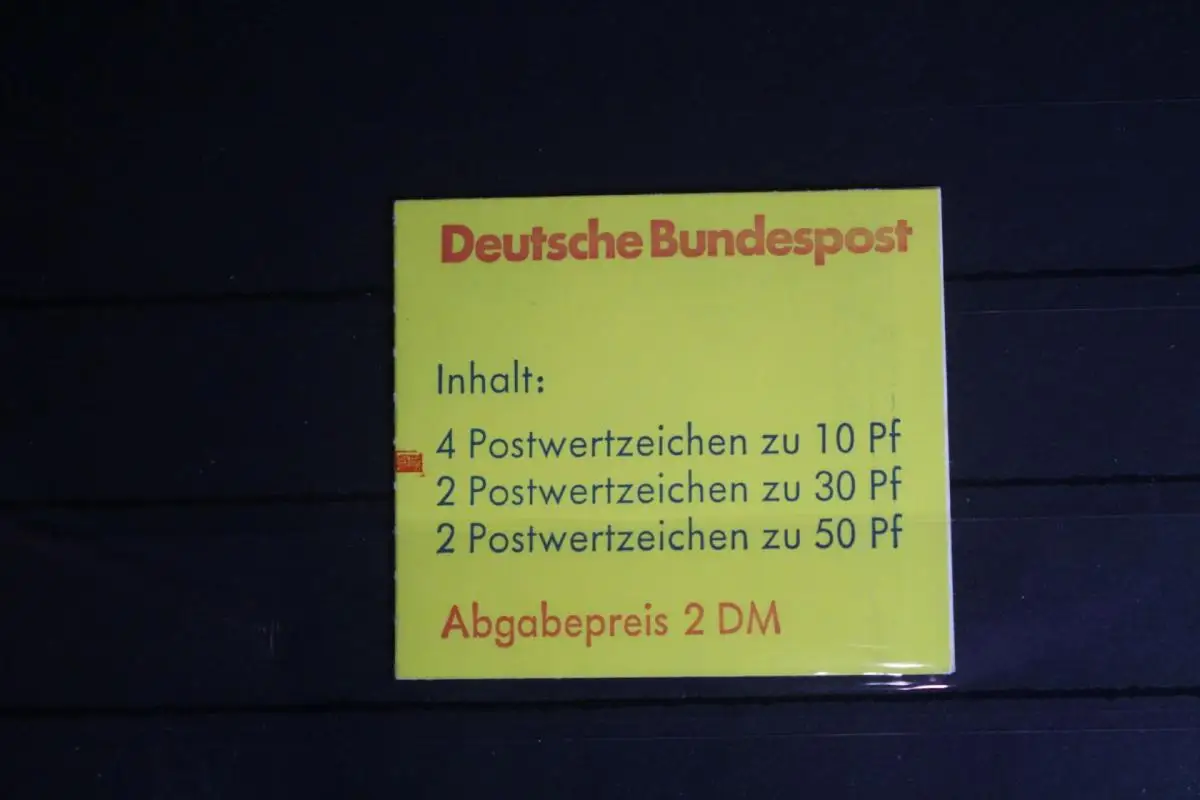 Deutsche Bundespost
Inhalt:
4 Postwertzeichen zu 10 Pf
2 Postwertzeichen zu 30 Pf
2 Postwertzeichen zu 50 Pf
Abgabepreis 2 DM